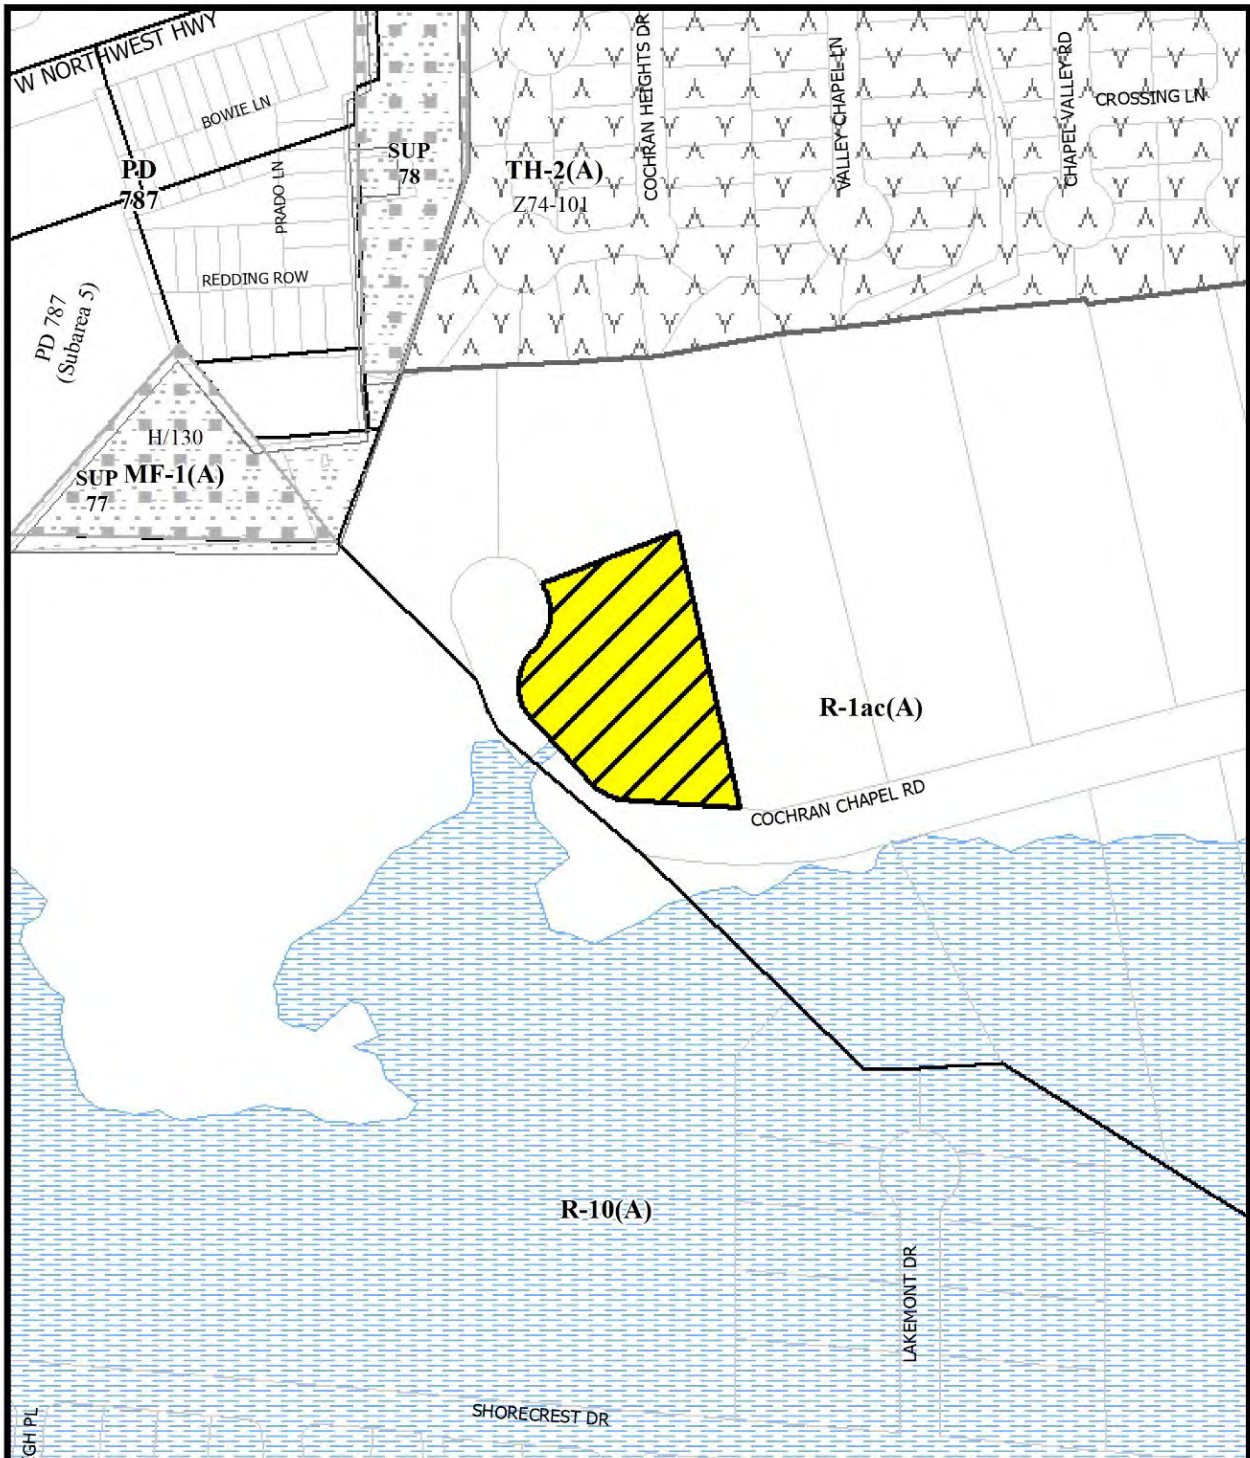 W NORTHWEST HWY
BOWIE LN
PD
787
PRADO LN
REDDING ROW
PD 787
(Subarea 5)
SUP
78
TH-2(A)
Z74-101
COCHRAN HEIGHTS DR
VALLEY CHAPEL LN
CHAPEL VALLEY RD
CROSSING LN
H/130
SUP
77
MF-1(A)
R-1ac(A)
COCHRAN CHAPEL RD
R-10(A)
LAKEMONT DR
SHORECREST DR
GH PL